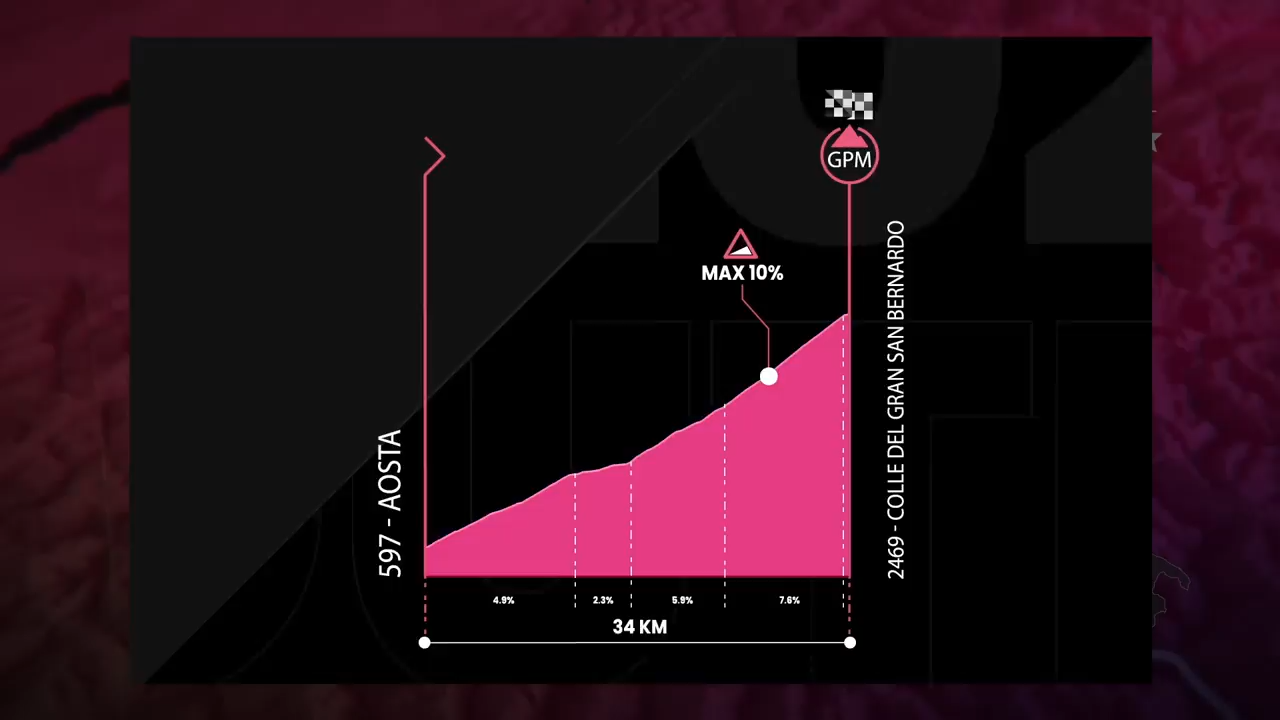 GPM
MAX 10%
597 - AOSTA
2469 - COLLE DEL GRAN SAN BERNARDO
4.9% 2.3% 5.9% 7.6%
34 KM